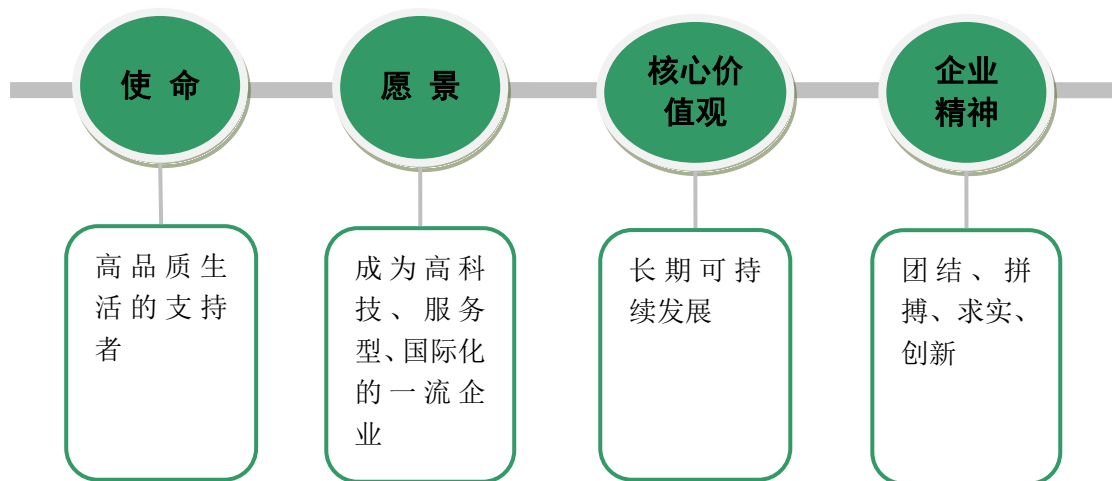 使 命
愿 景
核心价
值观
企业
精神
高品质生
活的支持
者
成为高科
技、服务
型、国际化
的一流企
业
长期可持
续发展
团结、拼
搏、求实、
创新